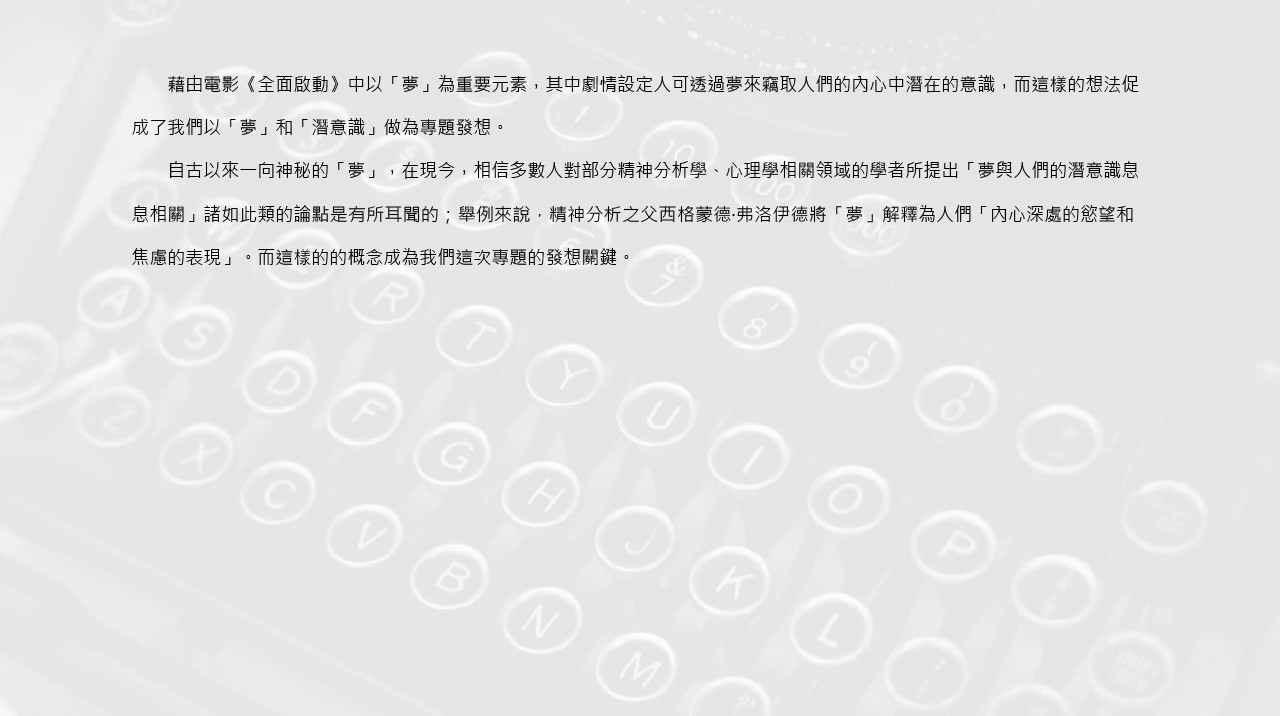 藉由電影《全面啟動》中以「夢」為重要元素，其中劇情設定人可透過夢來竊取人們的內心中潛在的意識，而這樣的想法促
成了我們以「夢」和「潛意識」做為專題發想。
自古以來一向神秘的「夢」，在現今，相信多數人對部分精神分析學、心理學相關領域的學者所提出「夢與人們的潛意識息
息相關」諸如此類的論點是有所耳聞的；舉例來說，精神分析之父西格蒙德·弗洛伊德將「夢」解釋為人們「內心深處的慾望和
焦慮的表現」。而這樣的的概念成為我們這次專題的發想關鍵。
1
10
100
& 7
' 8
( 9
) 0
R T Y U I O P
A S D F G H J K L
Z X C V B N M